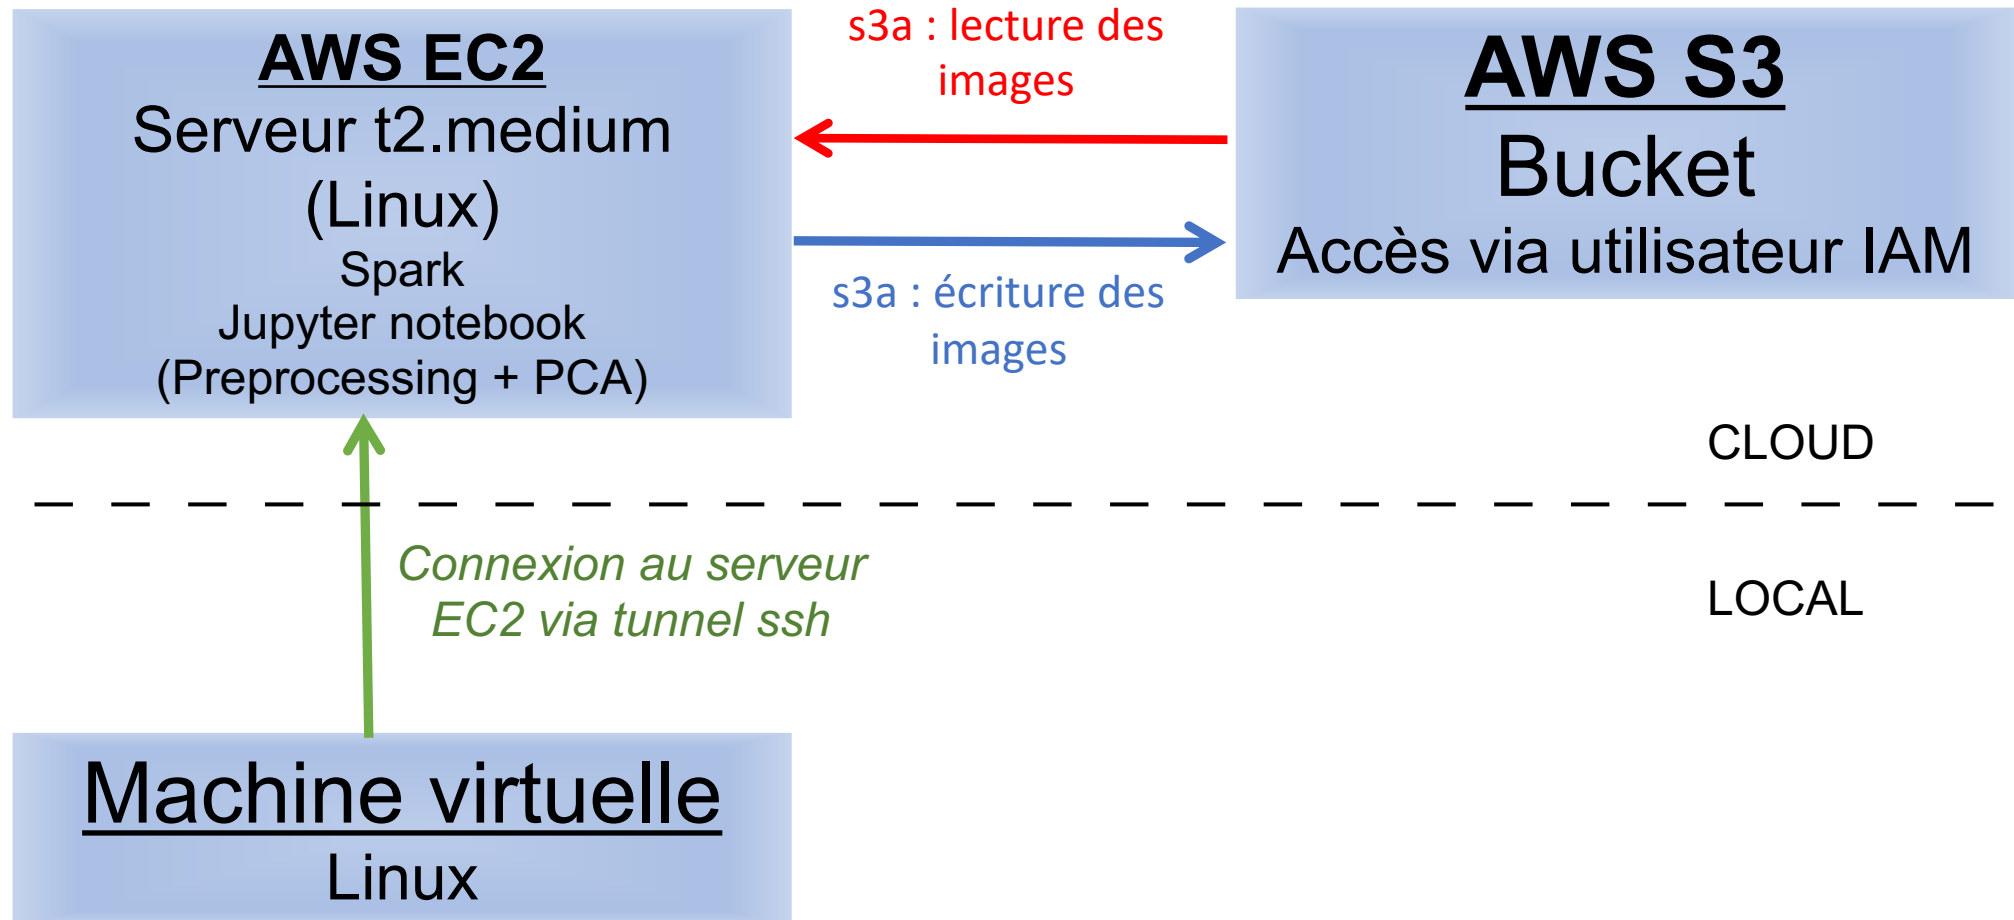 AWS EC2
Serveur t2.medium
(Linux)
Spark
Jupyter notebook
(Preprocessing + PCA)
s3a : lecture des
images
s3a : écriture des
images
AWS S3
Bucket
Accès via utilisateur IAM
CLOUD
Connexion au serveur
EC2 via tunnel ssh
LOCAL
Machine virtuelle
Linux